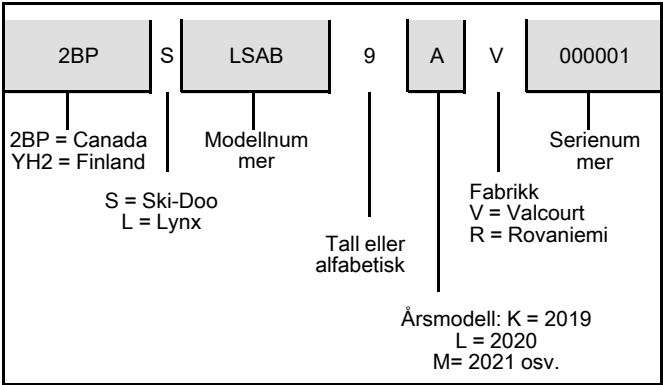 2BP S LSAB 9 A V 000001
2BP = Canada
YH2 = Finland
Modellnum
mer
Serienum
mer
S = Ski-Doo
L = Lynx
Fabrikk
V = Valcourt
R = Rovaniemi
Tall eller
alfabetisk
Årsmodell: K = 2019
L = 2020
M= 2021 osv.